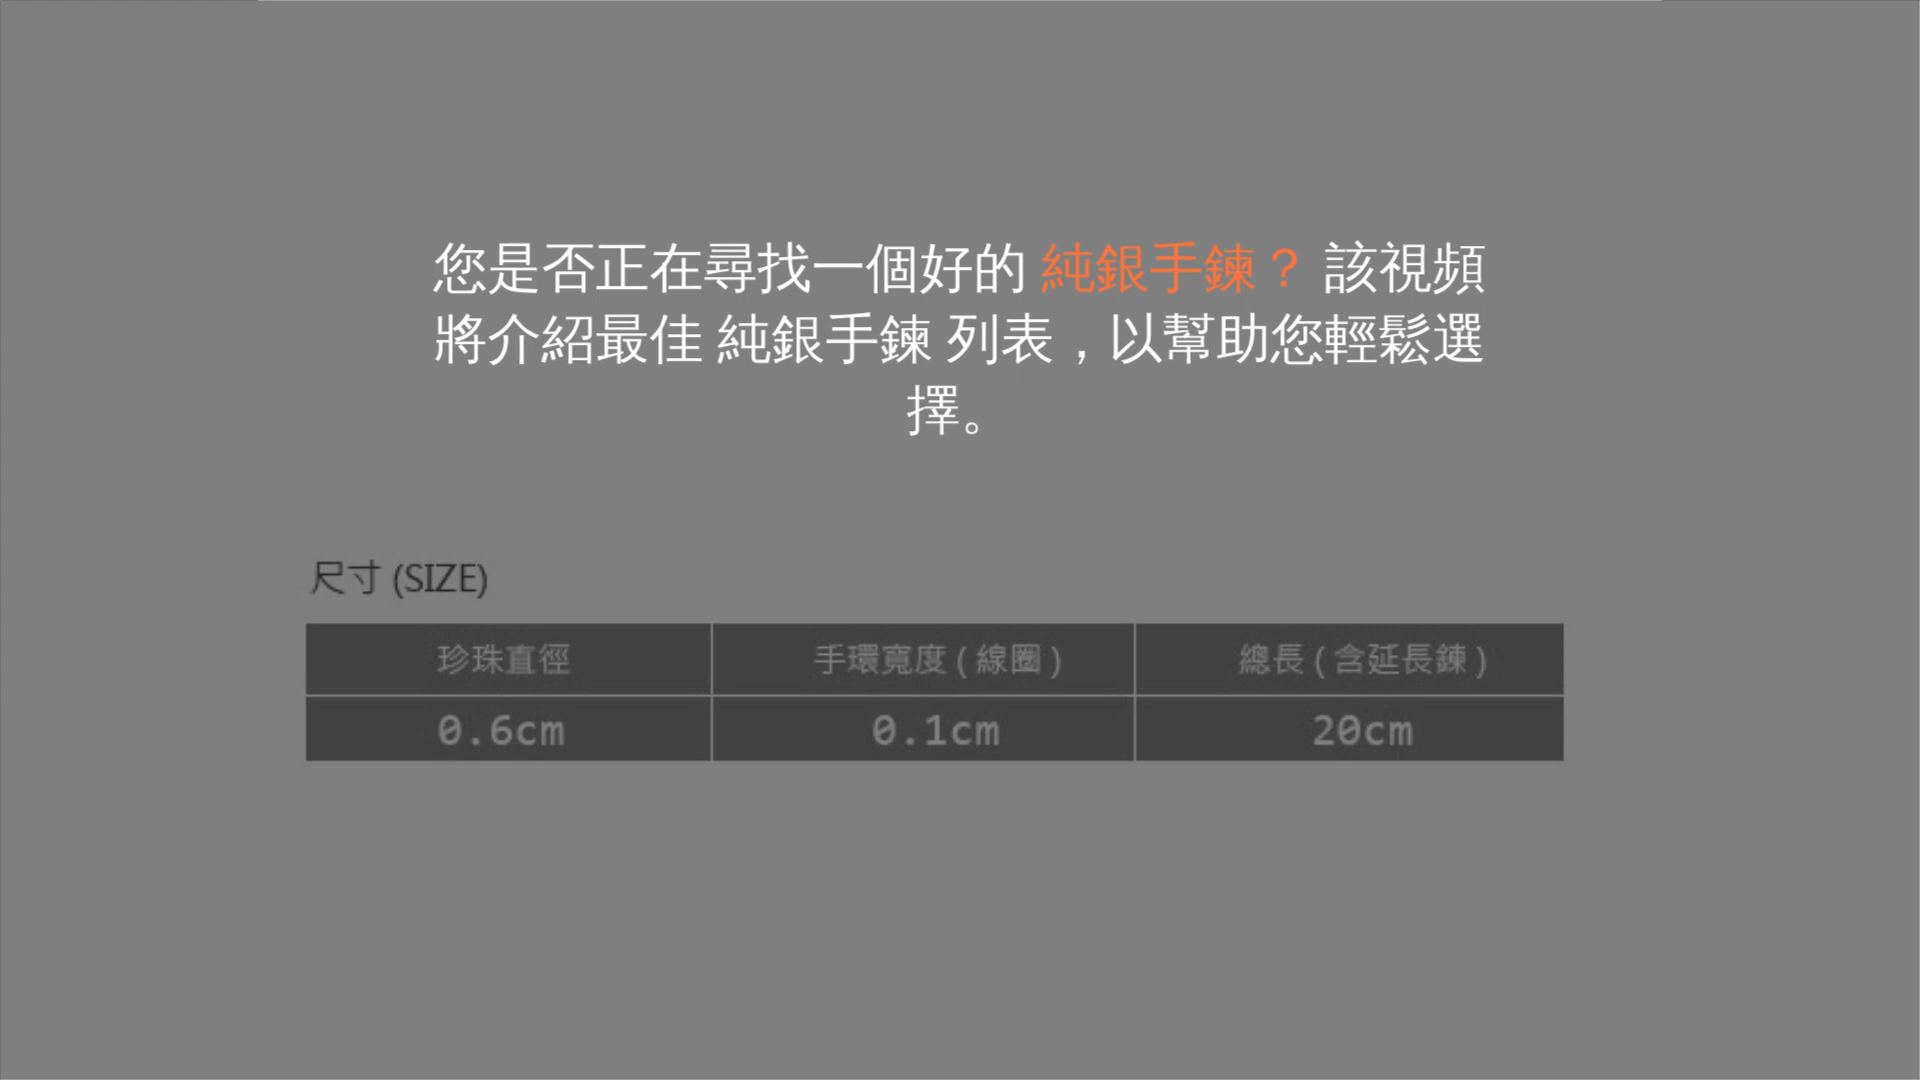 您是否正在尋找一個好的 純銀手鍊？ 該視頻
將介紹最佳 純銀手鍊 列表，以幫助您輕鬆選
擇。
尺寸 (SIZE)
珍珠直徑 手環寬度 ( 線圈 ) 總長 ( 含延長鍊 )
0.6cm 0.1cm 20cm